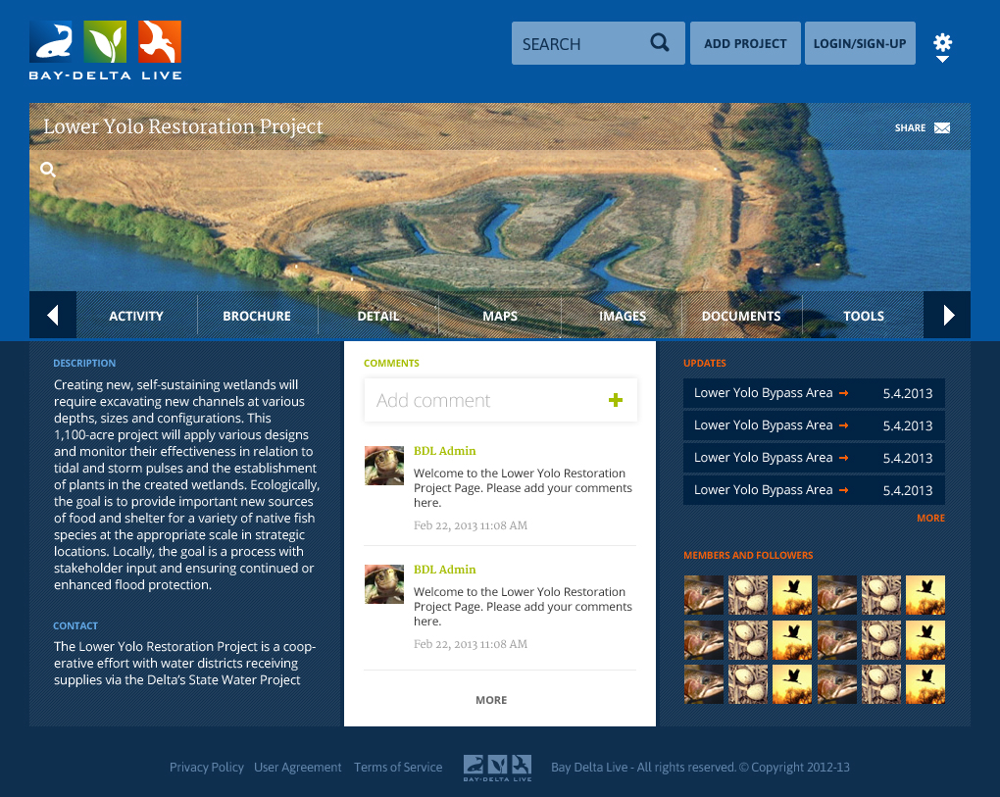 BAY-DELTA LIVE
SEARCH
ADD PROJECT
LOGIN/SIGN-UP
Lower Yolo Restoration Project
SHARE
ACTIVITY
BROCHURE
DETAIL
MAPS
IMAGES
DOCUMENTS
TOOLS
DESCRIPTION
Creating new, self-sustaining wetlands will
require excavating new channels at various
depths, sizes and configurations. This
1,100-acre project will apply various designs
and monitor their effectiveness in relation to
tidal and storm pulses and the establishment
of plants in the created wetlands. Ecologically,
the goal is to provide important new sources
of food and shelter for a variety of native fish
species at the appropriate scale in strategic
locations. Locally, the goal is a process with
stakeholder input and ensuring continued or
enhanced flood protection.
CONTACT
The Lower Yolo Restoration Project is a coop-
erative effort with water districts receiving
supplies via the Delta's State Water Project
COMMENTS
Add comment
BDL Admin
Welcome to the Lower Yolo Restoration
Project Page. Please add your comments
here.
Feb 22, 2013 11:08 AM
BDL Admin
Welcome to the Lower Yolo Restoration
Project Page. Please add your comments
here.
Feb 22, 2013 11:08 AM
MORE
UPDATES
Lower Yolo Bypass Area → 5.4.2013
Lower Yolo Bypass Area → 5.4.2013
Lower Yolo Bypass Area → 5.4.2013
Lower Yolo Bypass Area → 5.4.2013
MORE
MEMBERS AND FOLLOWERS
Privacy Policy
User Agreement
Terms of Service
BAY-DELTA LIVE
Bay Delta Live - All rights reserved. © Copyright 2012-13